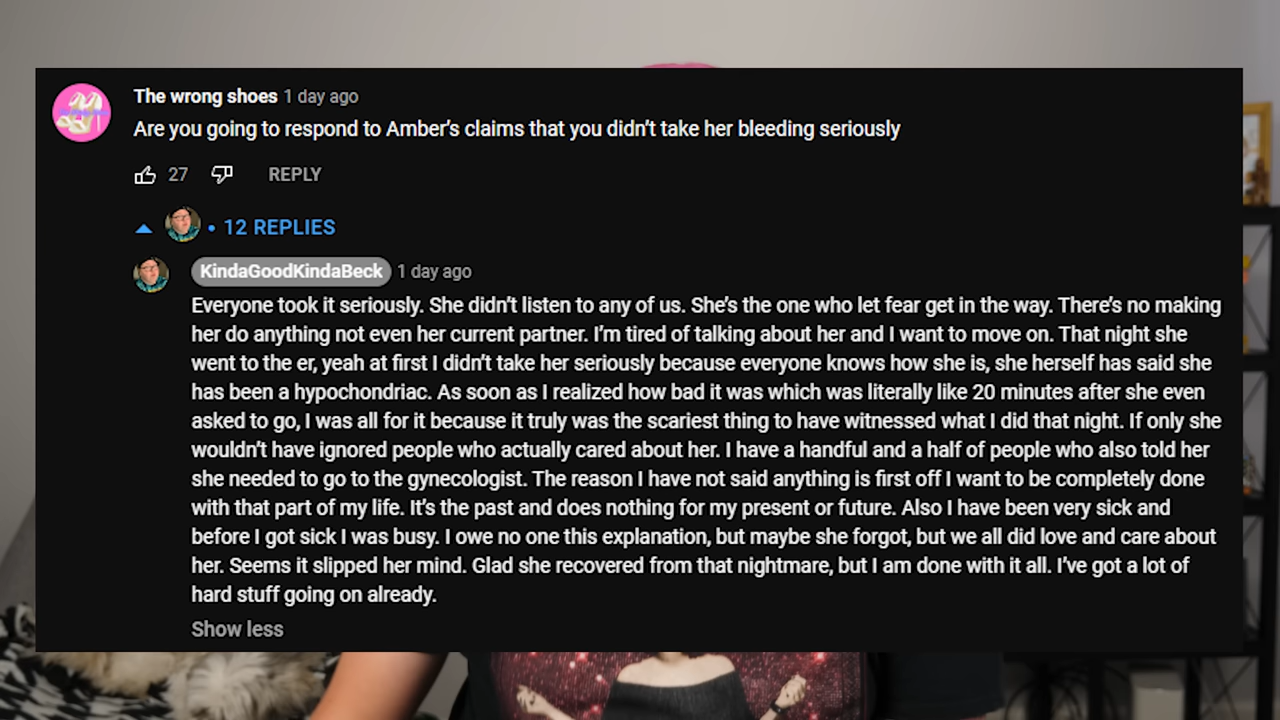 The wrong shoes 1 day ago
Are you going to respond to Amber's claims that you didn't take her bleeding seriously
27 REPLY
• 12 REPLIES
KindaGoodKindaBeck 1 day ago
Everyone took it seriously. She didn't listen to any of us. She's the one who let fear get in the way. There's no making
her do anything not even her current partner. I'm tired of talking about her and I want to move on. That night she
went to the er, yeah at first I didn't take her seriously because everyone knows how she is, she herself has said she
has been a hypochondriac. As soon as I realized how bad it was which was literally like 20 minutes after she even
asked to go, I was all for it because it truly was the scariest thing to have witnessed what I did that night. If only she
wouldn't have ignored people who actually cared about her. I have a handful and a half of people who also told her
she needed to go to the gynecologist. The reason I have not said anything is first off I want to be completely done
with that part of my life. It's the past and does nothing for my present or future. Also I have been very sick and
before I got sick I was busy. I owe no one this explanation, but maybe she forgot, but we all did love and care about
her. Seems it slipped her mind. Glad she recovered from that nightmare, but I am done with it all. I've got a lot of
hard stuff going on already.
Show less